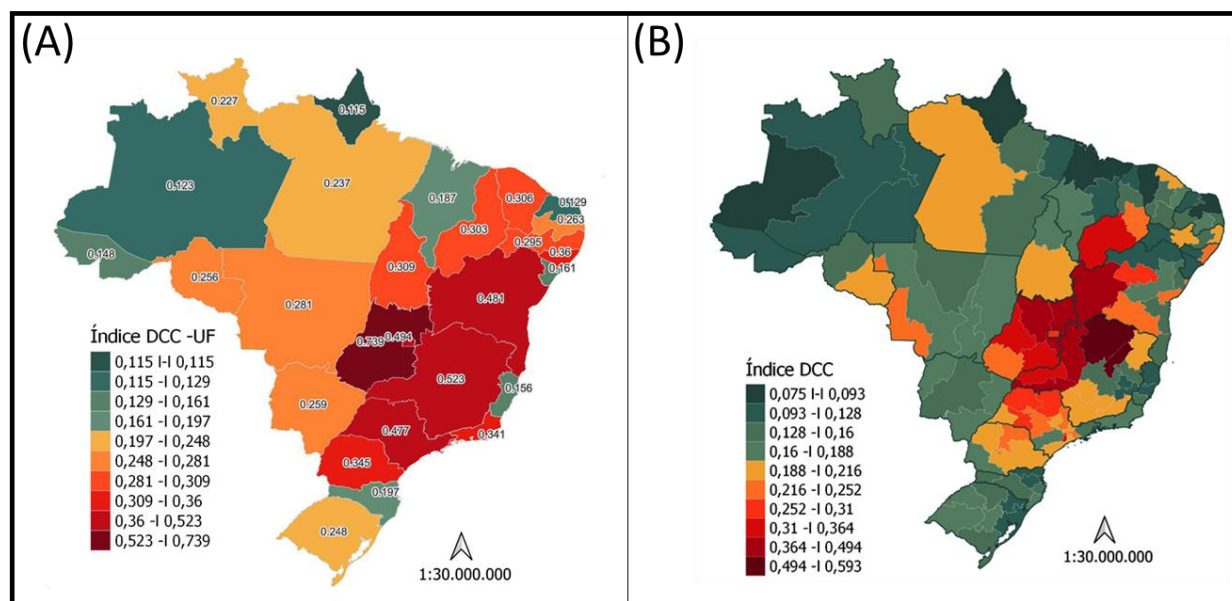 (A)
0.227
0.115
0.123
0.237
0.187
0.306
0.129
0.263
0.303
0.295
0.36
0.148
0.161
0.309
0.256
0.281
0.481
0.494
0.739
0.523
0.259
0.156
0.477
0.341
0.345
0.197
0.248
Índice DCC -UF
0,115 I-I 0,115
0,115 -I 0,129
0,129 -I 0,161
0,161 -I 0,197
0,197 -I 0,248
0,248 -I 0,281
0,281 -I 0,309
0,309 -I 0,36
0,36 -I 0,523
0,523 -I 0,739
1:30.000.000
(B)
Índice DCC
0,075 I-I 0,093
0,093 -I 0,128
0,128 -I 0,16
0,16 -I 0,188
0,188 -I 0,216
0,216 -I 0,252
0,252 -I 0,31
0,31 -I 0,364
0,364 -I 0,494
0,494 -I 0,593
1:30.000.000